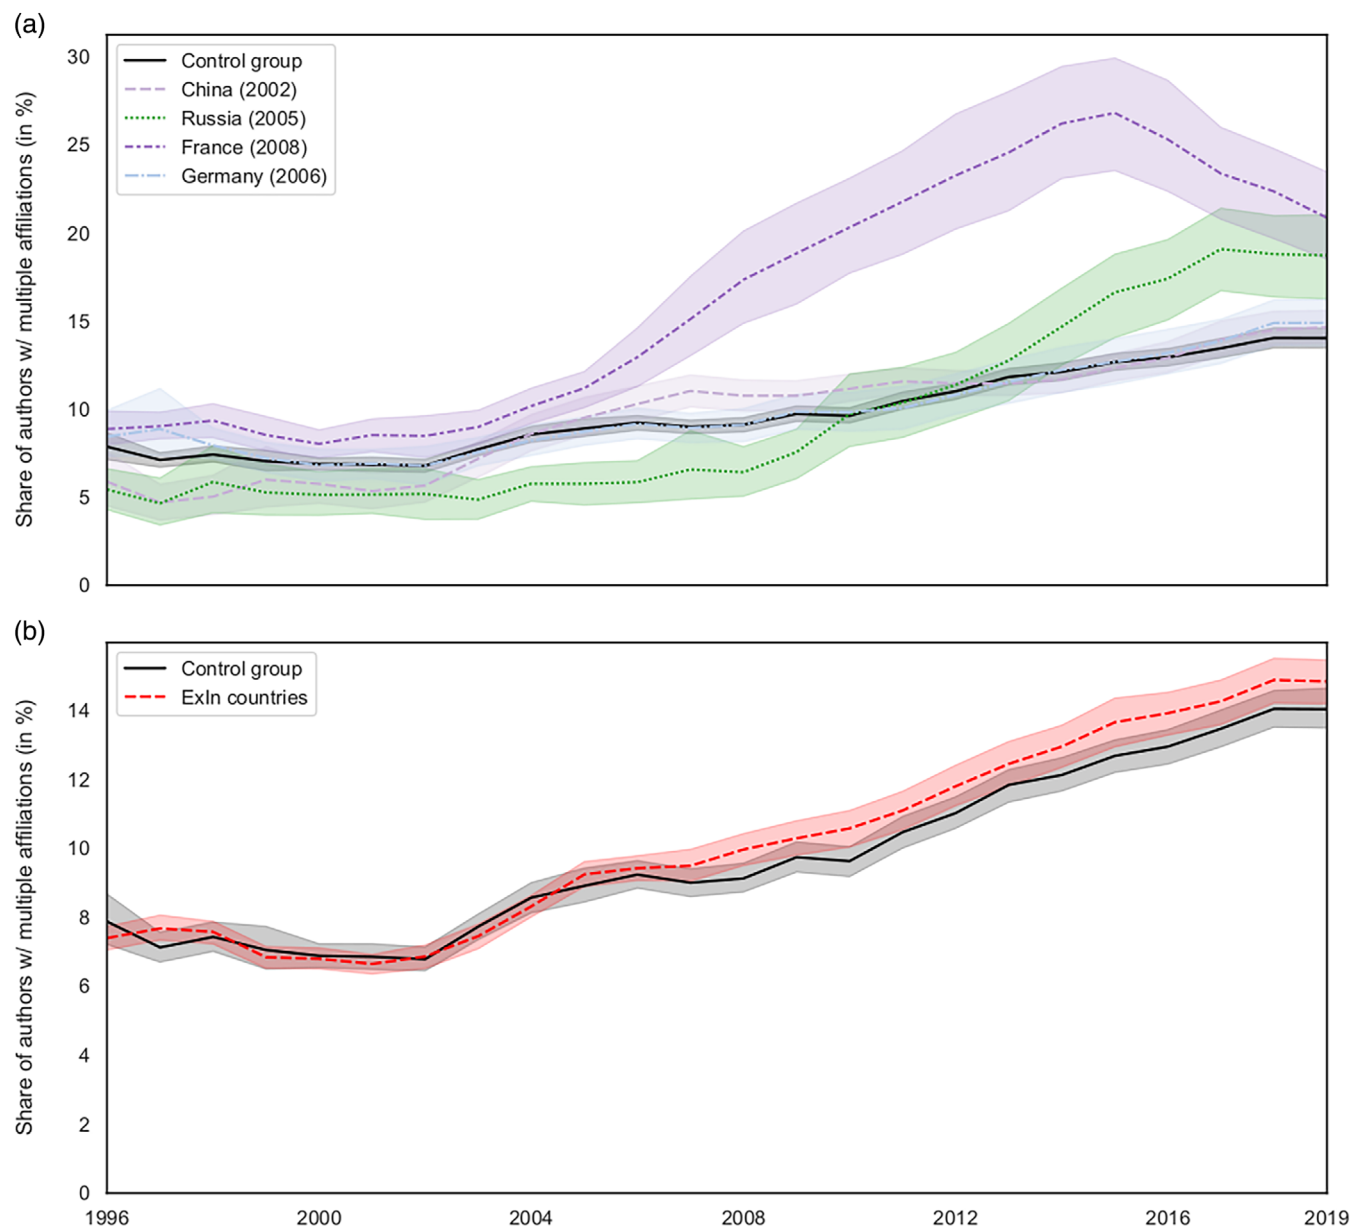 (a)
Share of authors w/ multiple affiliations (in %)
30
25
20
15
10
5
0
Control group
China (2002)
Russia (2005)
France (2008)
Germany (2006)
(b)
Share of authors w/ multiple affiliations (in %)
14
12
10
8
6
4
2
0
Control group
ExIn countries
1996 2000 2004 2008 2012 2016 2019